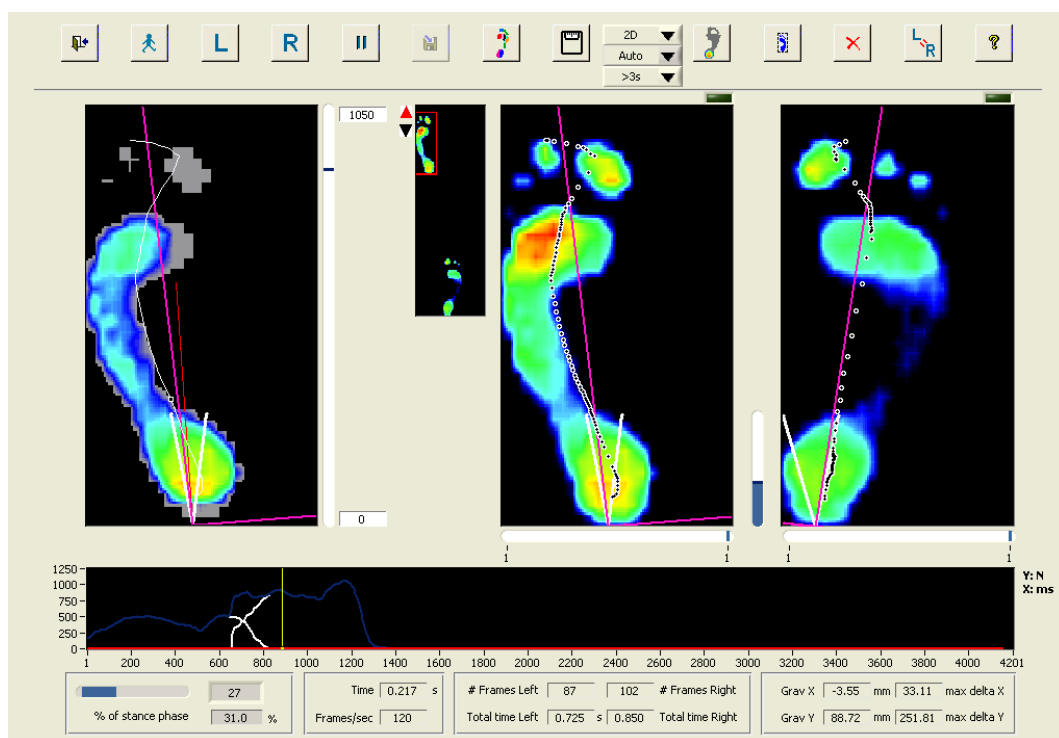 L R L R ?
2D
Auto
>3s
1050
0
1 1 1 1
1250
1000
750
500
250
0
Y: N
X: ms
1 200 400 600 800 1000 1200 1400 1600 1800 2000 2200 2400 2600 2800 3000 3200 3400 3600 3800 4000 4201
27
% of stance phase 31.0 %
Time 0.217 s
Frames/sec 120
# Frames Left 87 102 # Frames Right
Total time Left 0.725 s 0.850 Total time Right
Grav X -3.55 mm 33.11 max delta X
Grav Y 88.72 mm 251.81 max delta Y